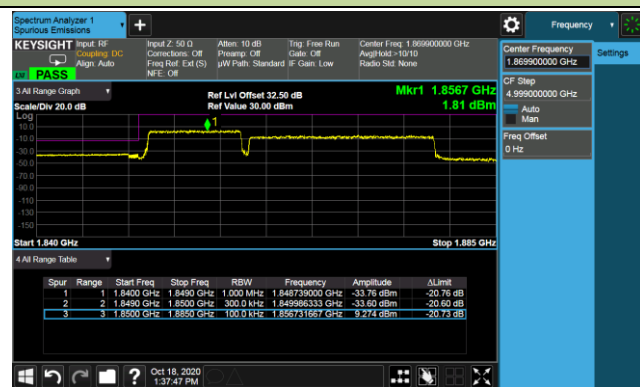 Spectrum Analyzer 1
Spurious Emissions
Frequency
KEYSIGHT
Input: RF
Coupling: DC
Align: Auto
Input Z: 50 Ω
Corrections: Off
Freq Ref: Ext (S)
NFE: Off
Atten: 10 dB
Preamp: Off
µW Path: Standard
Trig: Free Run
Gate: Off
IF Gain: Low
Center Freq: 1.869900000 GHz
Avg|Hold:>10/10
Radio Std: None
PASS
Center Frequency
1.869900000 GHz
Settings
CF Step
4.999000000 GHz
Auto
Man
Freq Offset
0 Hz
3 All Range Graph
Scale/Div 20.0 dB
Ref Lvl Offset 32.50 dB
Ref Value 30.00 dBm
Mkr1 1.8567 GHz
1.81 dBm
Log
10.0
-10.0
-30.0
-50.0
-70.0
-90.0
-110
-130
-150
1
Start 1.840 GHz
Stop 1.885 GHz
4 All Range Table
Spur Range Start Freq Stop Freq RBW Frequency Amplitude ΔLimit
1 1 1.8400 GHz 1.8490 GHz 1.000 MHz 1.848739000 GHz -33.76 dBm -20.76 dB
2 2 1.8490 GHz 1.8500 GHz 300.0 kHz 1.849986333 GHz -33.60 dBm -20.60 dB
3 3 1.8500 GHz 1.8850 GHz 100.0 kHz 1.856731667 GHz 9.274 dBm -20.73 dB
?
Oct 18, 2020
1:37:47 PM